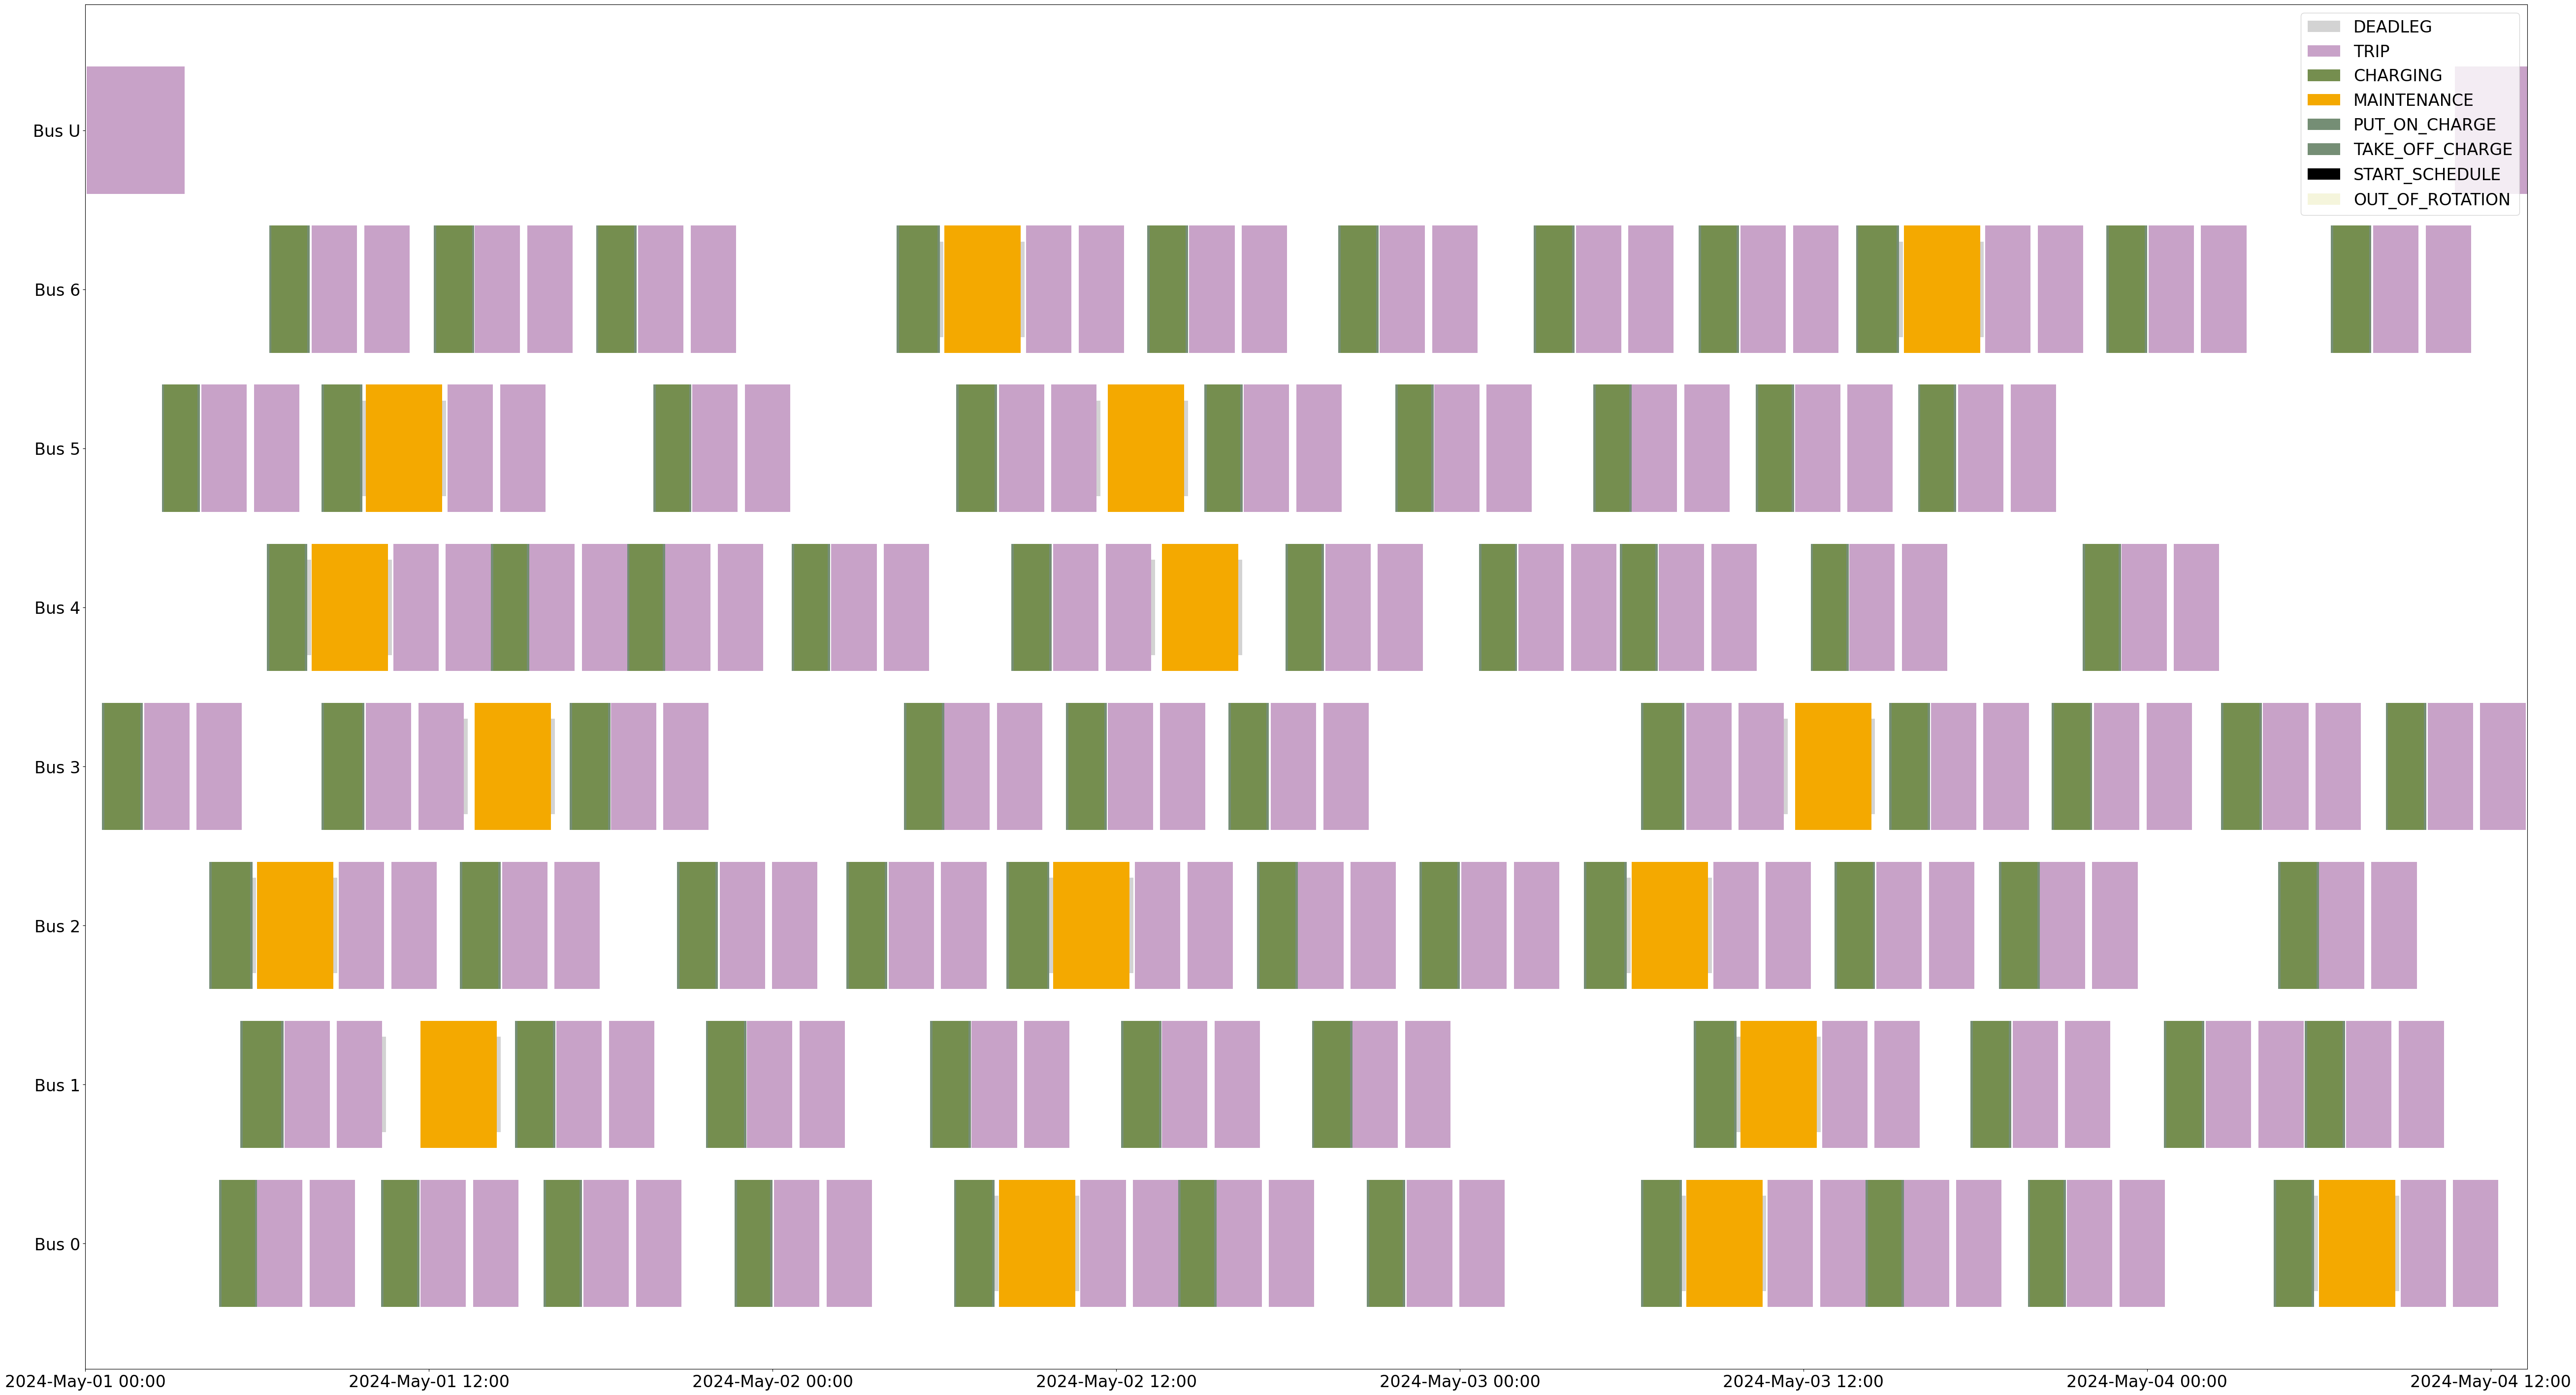 DEADLEG
TRIP
CHARGING
MAINTENANCE
PUT_ON_CHARGE
TAKE_OFF_CHARGE
START_SCHEDULE
OUT_OF_ROTATION
Bus U
Bus 6
Bus 5
Bus 4
Bus 3
Bus 2
Bus 1
Bus 0
2024-May-01 00:00 2024-May-01 12:00 2024-May-02 00:00 2024-May-02 12:00 2024-May-03 00:00 2024-May-03 12:00 2024-May-04 00:00 2024-May-04 12:00